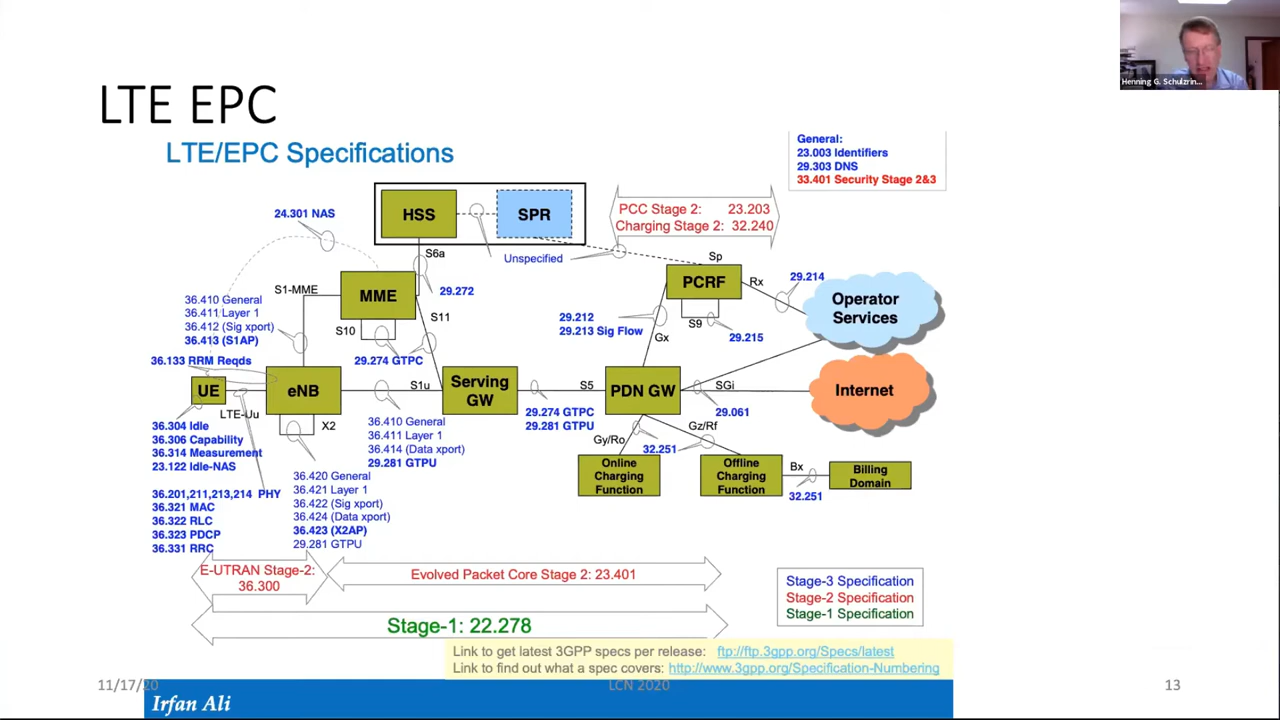 Henning G. Schulzrin...
LTE EPC
LTE/EPC Specifications
General:
23.003 Identifiers
29.303 DNS
33.401 Security Stage 2&3
HSS
SPR
24.301 NAS
PCC Stage 2: 23.203
Charging Stage 2: 32.240
S6a
Unspecified
Sp
MME
S1-MME
29.272
PCRF
Rx
29.214
Operator
Services
36.410 General
36.411 Layer 1
36.412 (Sig xport)
36.413 (S1AP)
S10
S11
29.274 GTPC
29.212
29.213 Sig Flow
Gx
S9
29.215
36.133 RRM Reqds
UE
eNB
S1u
Serving
GW
S5
PDN GW
SGi
Internet
LTE-Uu
X2
29.274 GTPC
29.281 GTPU
29.061
36.304 Idle
36.306 Capability
36.314 Measurement
23.122 Idle-NAS
36.410 General
36.411 Layer 1
36.414 (Data xport)
29.281 GTPU
Gy/Ro
Gz/Rf
32.251
Online
Charging
Function
Offline
Charging
Function
Bx
Billing
Domain
32.251
36.201,211,213,214 PHY
36.321 MAC
36.322 RLC
36.323 PDCP
36.331 RRC
36.420 General
36.421 Layer 1
36.422 (Sig xport)
36.424 (Data xport)
36.423 (X2AP)
29.281 GTPU
E-UTRAN Stage-2:
36.300
Evolved Packet Core Stage 2: 23.401
Stage-3 Specification
Stage-2 Specification
Stage-1 Specification
Stage-1: 22.278
Link to get latest 3GPP specs per release: ftp://ftp.3gpp.org/Specs/latest
Link to find out what a spec covers: http://www.3gpp.org/Specification-Numbering
11/17/20
LCN 2020
13
Irfan Ali